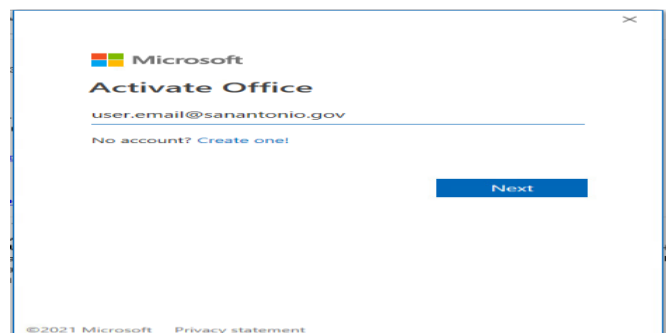 Microsoft
Activate Office
user.email@sanantonio.gov
No account? Create one!
Next
©2021 Microsoft Privacy statement